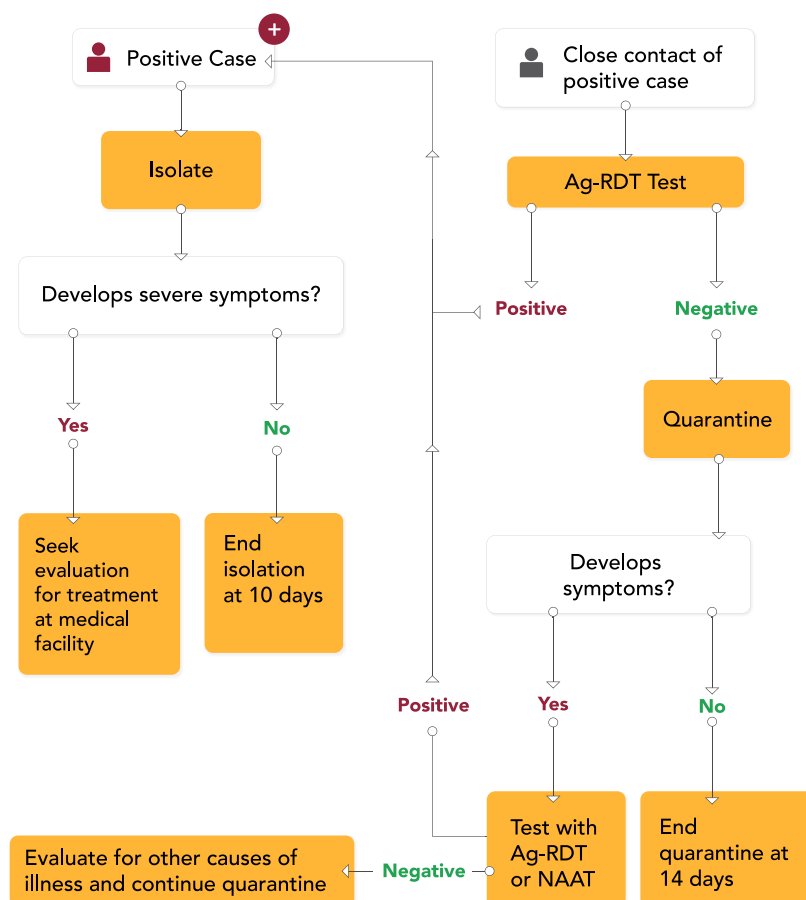 +
Positive Case
Isolate
Develops severe symptoms?
Yes
No
Seek
evaluation
for treatment
at medical
facility
End
isolation
at 10 days
Close contact of
positive case
Ag-RDT Test
Positive
Negative
Quarantine
Develops
symptoms?
Positive
Yes
No
Test with
Ag-RDT
or NAAT
End
quarantine at
14 days
Negative
Evaluate for other causes of
illness and continue quarantine